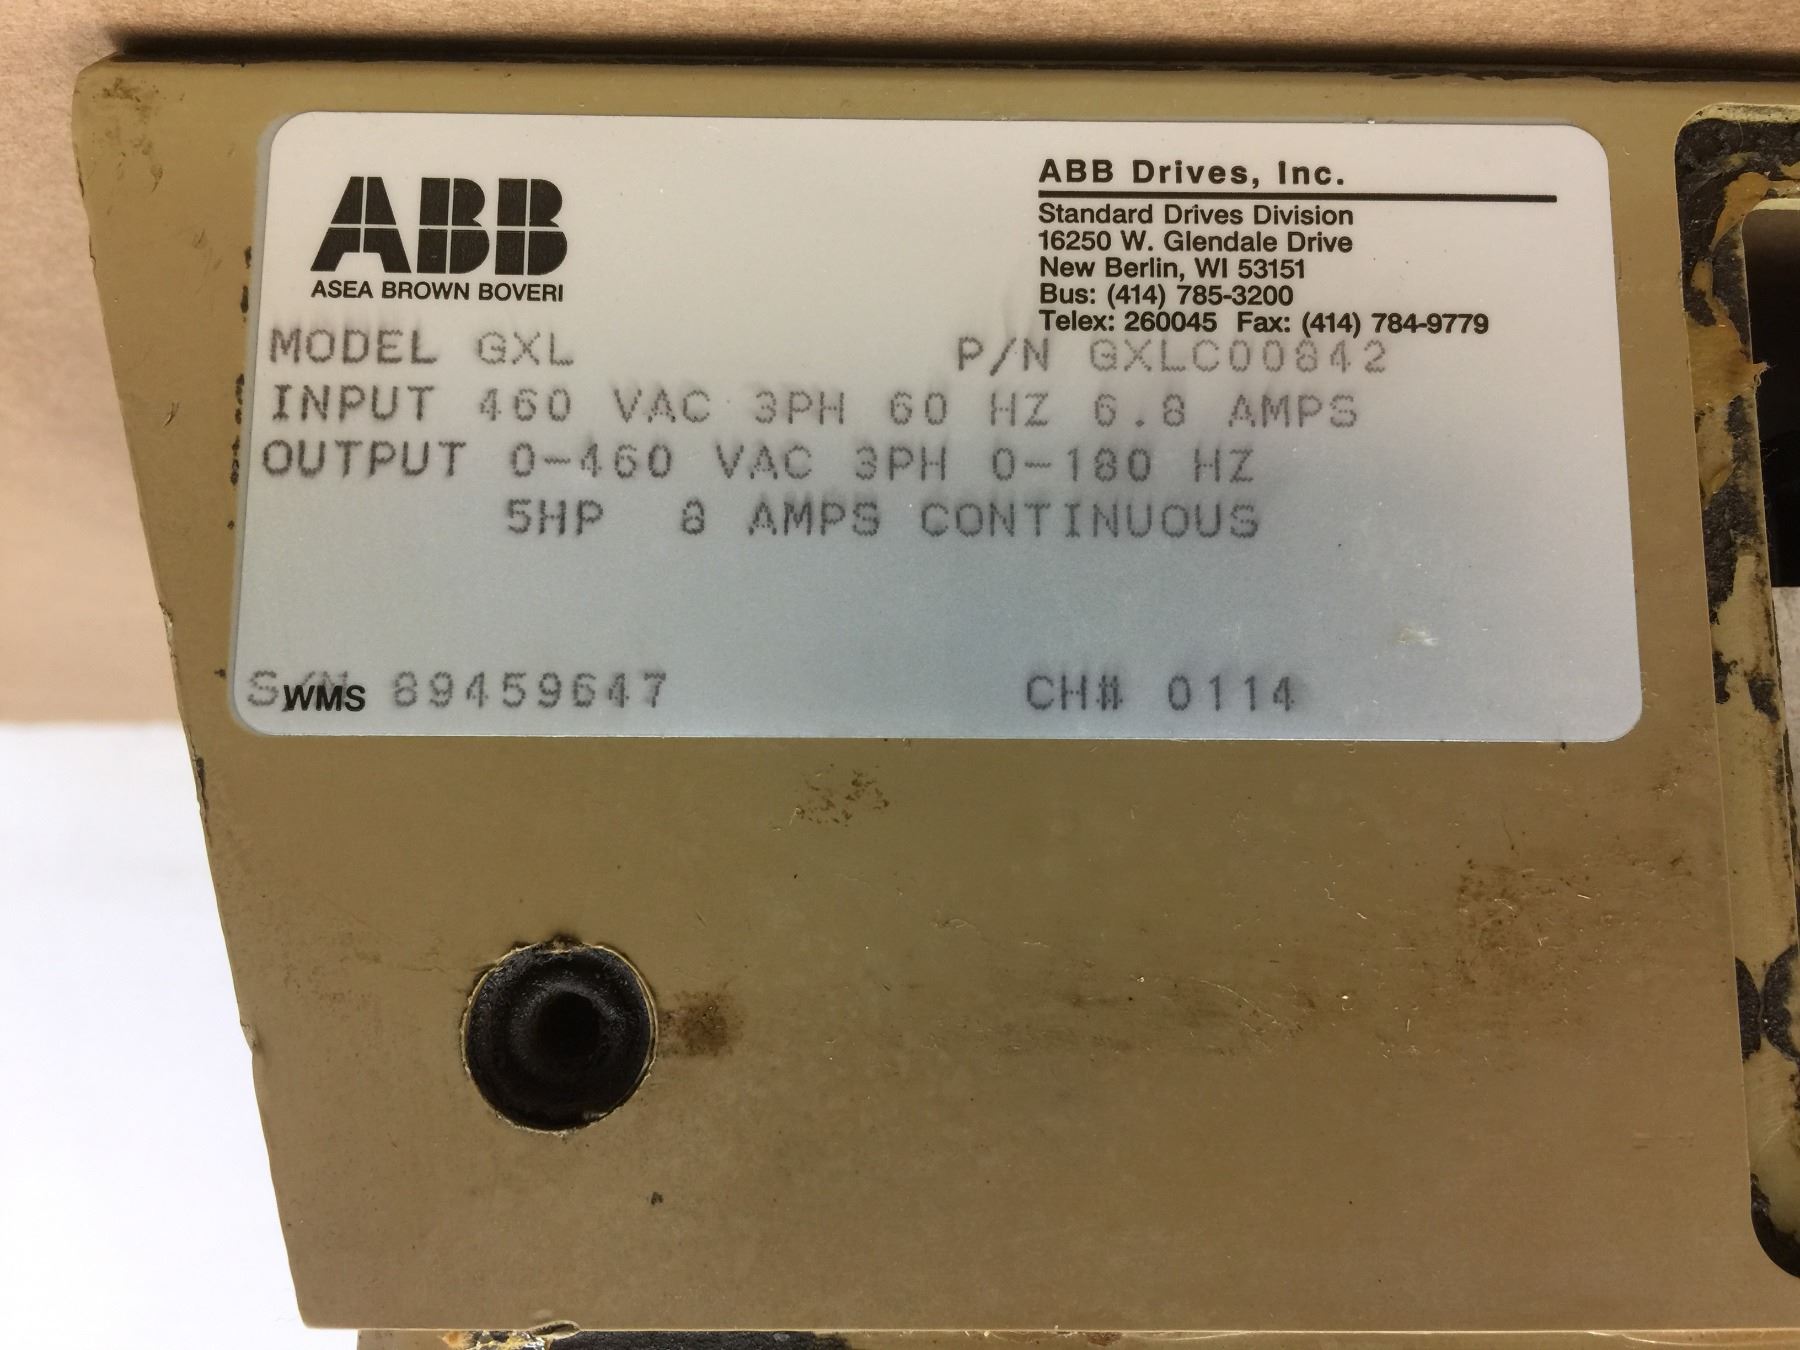 ABB
ASEA BROWN BOVERI
ABB Drives, Inc.
Standard Drives Division
16250 W. Glendale Drive
New Berlin, WI 53151
Bus: (414) 785-3200
Telex: 260045 Fax: (414) 784-9779
MODEL GXL P/N GXLC00842
INPUT 460 VAC 3PH 60 HZ 6.8 AMPS
OUTPUT 0-460 VAC 3PH 0-180 HZ
5HP 8 AMPS CONTINUOUS
S/N WMS 89459647 CH# 0114